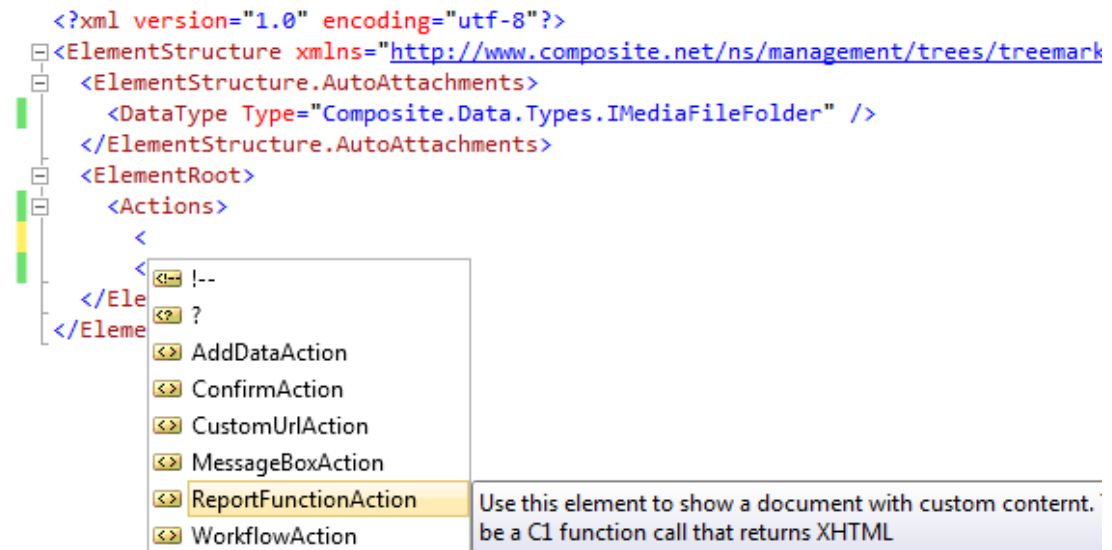 <?xml version="1.0" encoding="utf-8"?>
<ElementStructure xmlns="http://www.composite.net/ns/management/trees/treemark
<ElementStructure.AutoAttachments>
<DataType Type="Composite.Data.Types.IMediaFileFolder" />
</ElementStructure.AutoAttachments>
<ElementRoot>
<Actions>
<
<
</Ele
</Eleme
!--
?
AddDataAction
ConfirmAction
CustomUrlAction
MessageBoxAction
ReportFunctionAction
WorkflowAction
Use this element to show a document with custom conternt.
be a C1 function call that returns XHTML